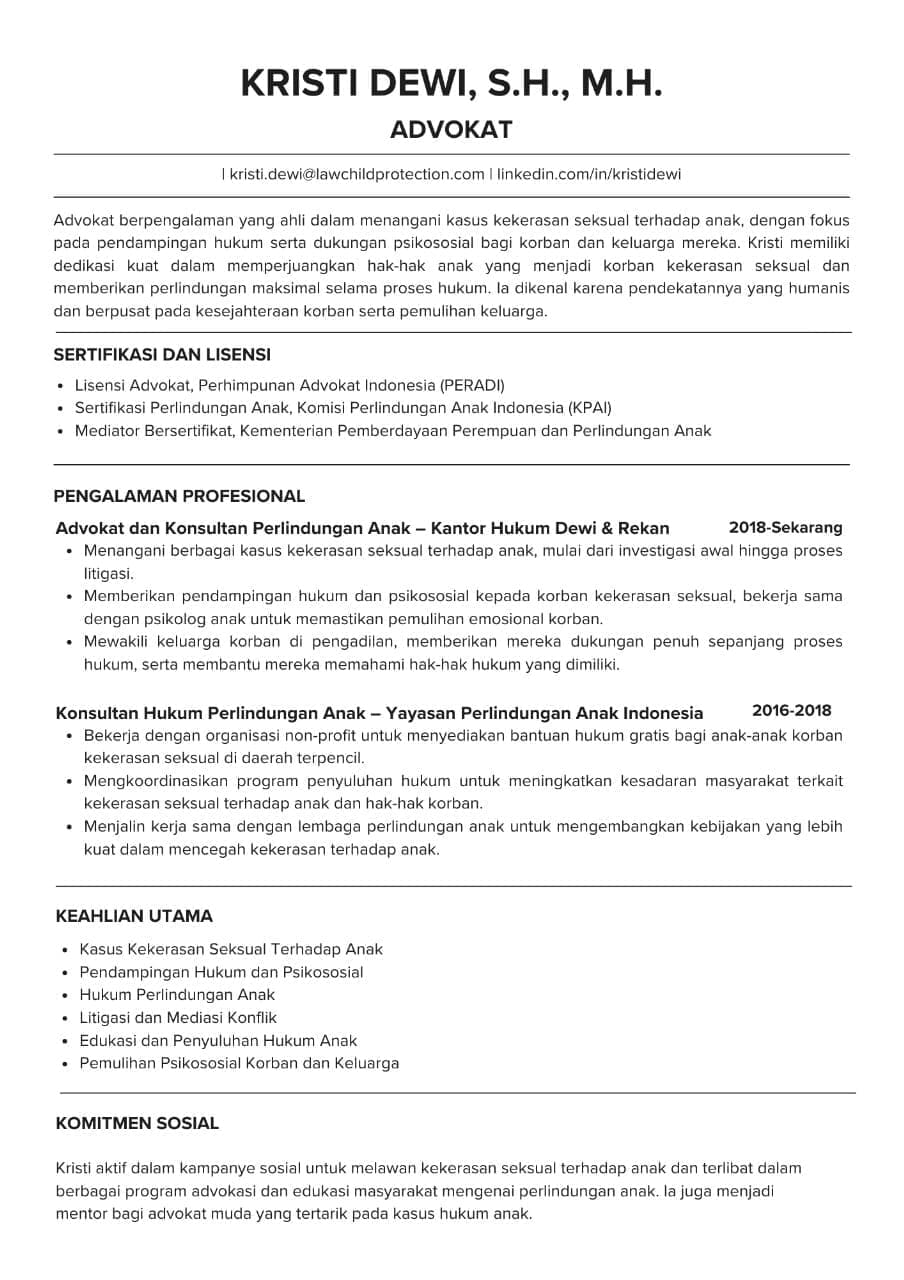 KRISTI DEWI, S.H., M.H.
ADVOKAT
| kristi.dewi@lawchildprotection.com | linkedin.com/in/kristidewi
Advokat berpengalaman yang ahli dalam menangani kasus kekerasan seksual terhadap anak, dengan fokus
pada pendampingan hukum serta dukungan psikososial bagi korban dan keluarga mereka. Kristi memiliki
dedikasi kuat dalam memperjuangkan hak-hak anak yang menjadi korban kekerasan seksual dan
memberikan perlindungan maksimal selama proses hukum. Ia dikenal karena pendekatannya yang humanis
dan berpusat pada kesejahteraan korban serta pemulihan keluarga.
SERTIFIKASI DAN LISENSI
• Lisensi Advokat, Perhimpunan Advokat Indonesia (PERADI)
• Sertifikasi Perlindungan Anak, Komisi Perlindungan Anak Indonesia (KPAI)
• Mediator Bersertifikat, Kementerian Pemberdayaan Perempuan dan Perlindungan Anak
PENGALAMAN PROFESIONAL
Advokat dan Konsultan Perlindungan Anak – Kantor Hukum Dewi & Rekan 2018-Sekarang
• Menangani berbagai kasus kekerasan seksual terhadap anak, mulai dari investigasi awal hingga proses
litigasi.
• Memberikan pendampingan hukum dan psikososial kepada korban kekerasan seksual, bekerja sama
dengan psikolog anak untuk memastikan pemulihan emosional korban.
• Mewakili keluarga korban di pengadilan, memberikan mereka dukungan penuh sepanjang proses
hukum, serta membantu mereka memahami hak-hak hukum yang dimiliki.
Konsultan Hukum Perlindungan Anak – Yayasan Perlindungan Anak Indonesia 2016-2018
• Bekerja dengan organisasi non-profit untuk menyediakan bantuan hukum gratis bagi anak-anak korban
kekerasan seksual di daerah terpencil.
• Mengkoordinasikan program penyuluhan hukum untuk meningkatkan kesadaran masyarakat terkait
kekerasan seksual terhadap anak dan hak-hak korban.
• Menjalin kerja sama dengan lembaga perlindungan anak untuk mengembangkan kebijakan yang lebih
kuat dalam mencegah kekerasan terhadap anak.
KEAHLIAN UTAMA
• Kasus Kekerasan Seksual Terhadap Anak
• Pendampingan Hukum dan Psikososial
• Hukum Perlindungan Anak
• Litigasi dan Mediasi Konflik
• Edukasi dan Penyuluhan Hukum Anak
• Pemulihan Psikososial Korban dan Keluarga
KOMITMEN SOSIAL
Kristi aktif dalam kampanye sosial untuk melawan kekerasan seksual terhadap anak dan terlibat dalam
berbagai program advokasi dan edukasi masyarakat mengenai perlindungan anak. Ia juga menjadi
mentor bagi advokat muda yang tertarik pada kasus hukum anak.